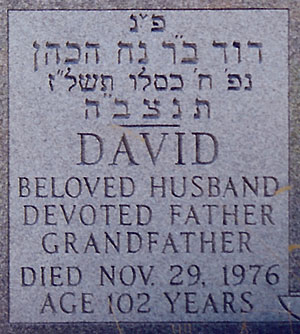 פ״נ
דוד ב״ר נח הכהן
נפ ח׳ כסלו תשל״ז
תנצב״ה
DAVID
BELOVED HUSBAND
DEVOTED FATHER
GRANDFATHER
DIED NOV. 29, 1976
AGE 102 YEARS